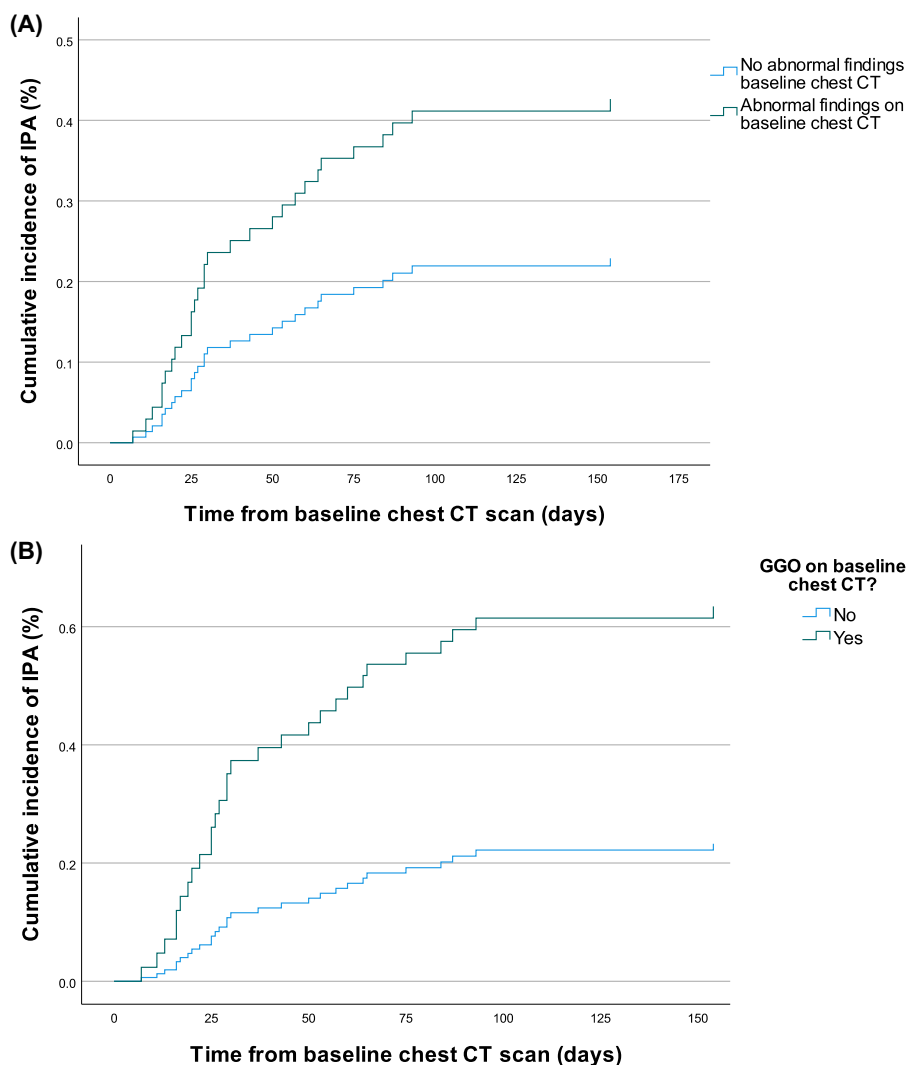 (A)
Cumulative incidence of IPA (%)
0.5
0.4
0.3
0.2
0.1
0.0
0 25 50 75 100 125 150 175
Time from baseline chest CT scan (days)
No abnormal findings
baseline chest CT
Abnormal findings on
baseline chest CT
(B)
Cumulative incidence of IPA (%)
0.6
0.4
0.2
0.0
0 25 50 75 100 125 150
Time from baseline chest CT scan (days)
GGO on baseline
chest CT?
No
Yes